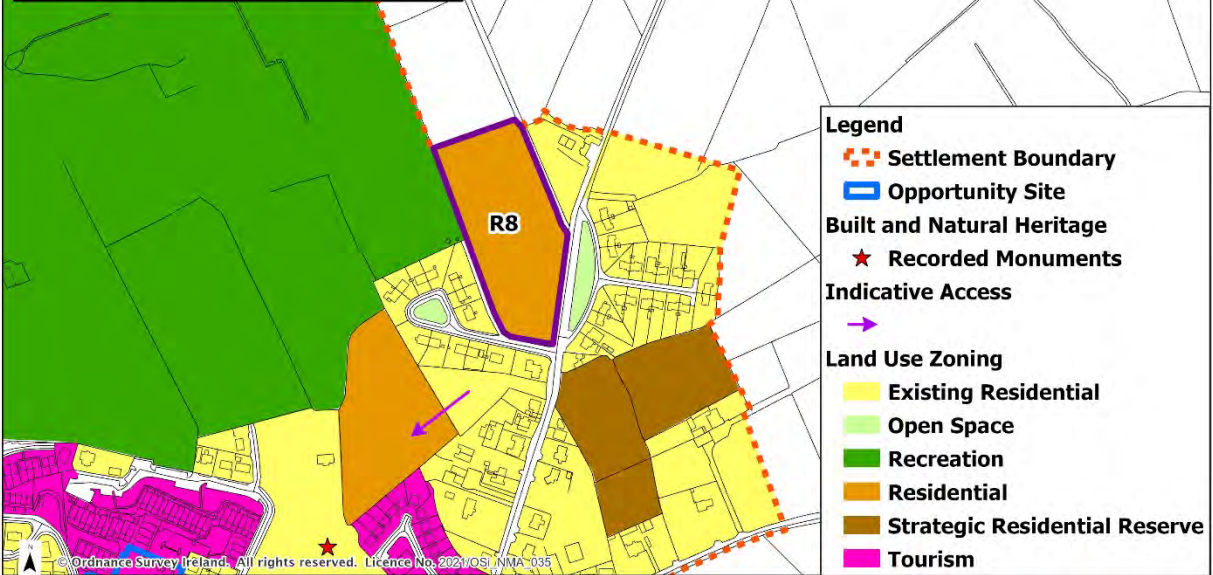 R8
Legend
Settlement Boundary
Opportunity Site
Built and Natural Heritage
Recorded Monuments
Indicative Access
Land Use Zoning
Existing Residential
Open Space
Recreation
Residential
Strategic Residential Reserve
Tourism
N
© Ordnance Survey Ireland. All rights reserved. Licence No. 2021/OSi_NMA_035